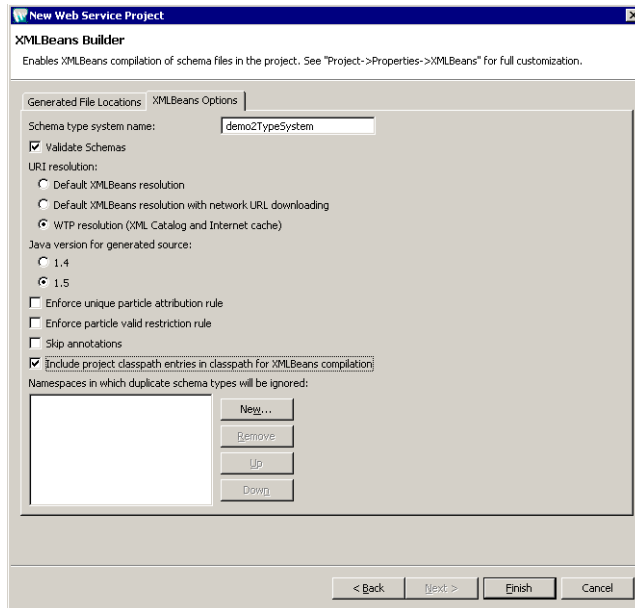 New Web Service Project
XMLBeans Builder
Enables XMLBeans compilation of schema files in the project. See "Project->Properties->XMLBeans" for full customization.
Generated File Locations XMLBeans Options
Schema type system name: demo2TypeSystem
Validate Schemas
URI resolution:
Default XMLBeans resolution
Default XMLBeans resolution with network URL downloading
WTP resolution (XML Catalog and Internet cache)
Java version for generated source:
1.4
1.5
Enforce unique particle attribution rule
Enforce particle valid restriction rule
Skip annotations
Include project classpath entries in classpath for XMLBeans compilation
Namespaces in which duplicate schema types will be ignored:
New...
Remove
Up
Down
< Back Next > Finish Cancel